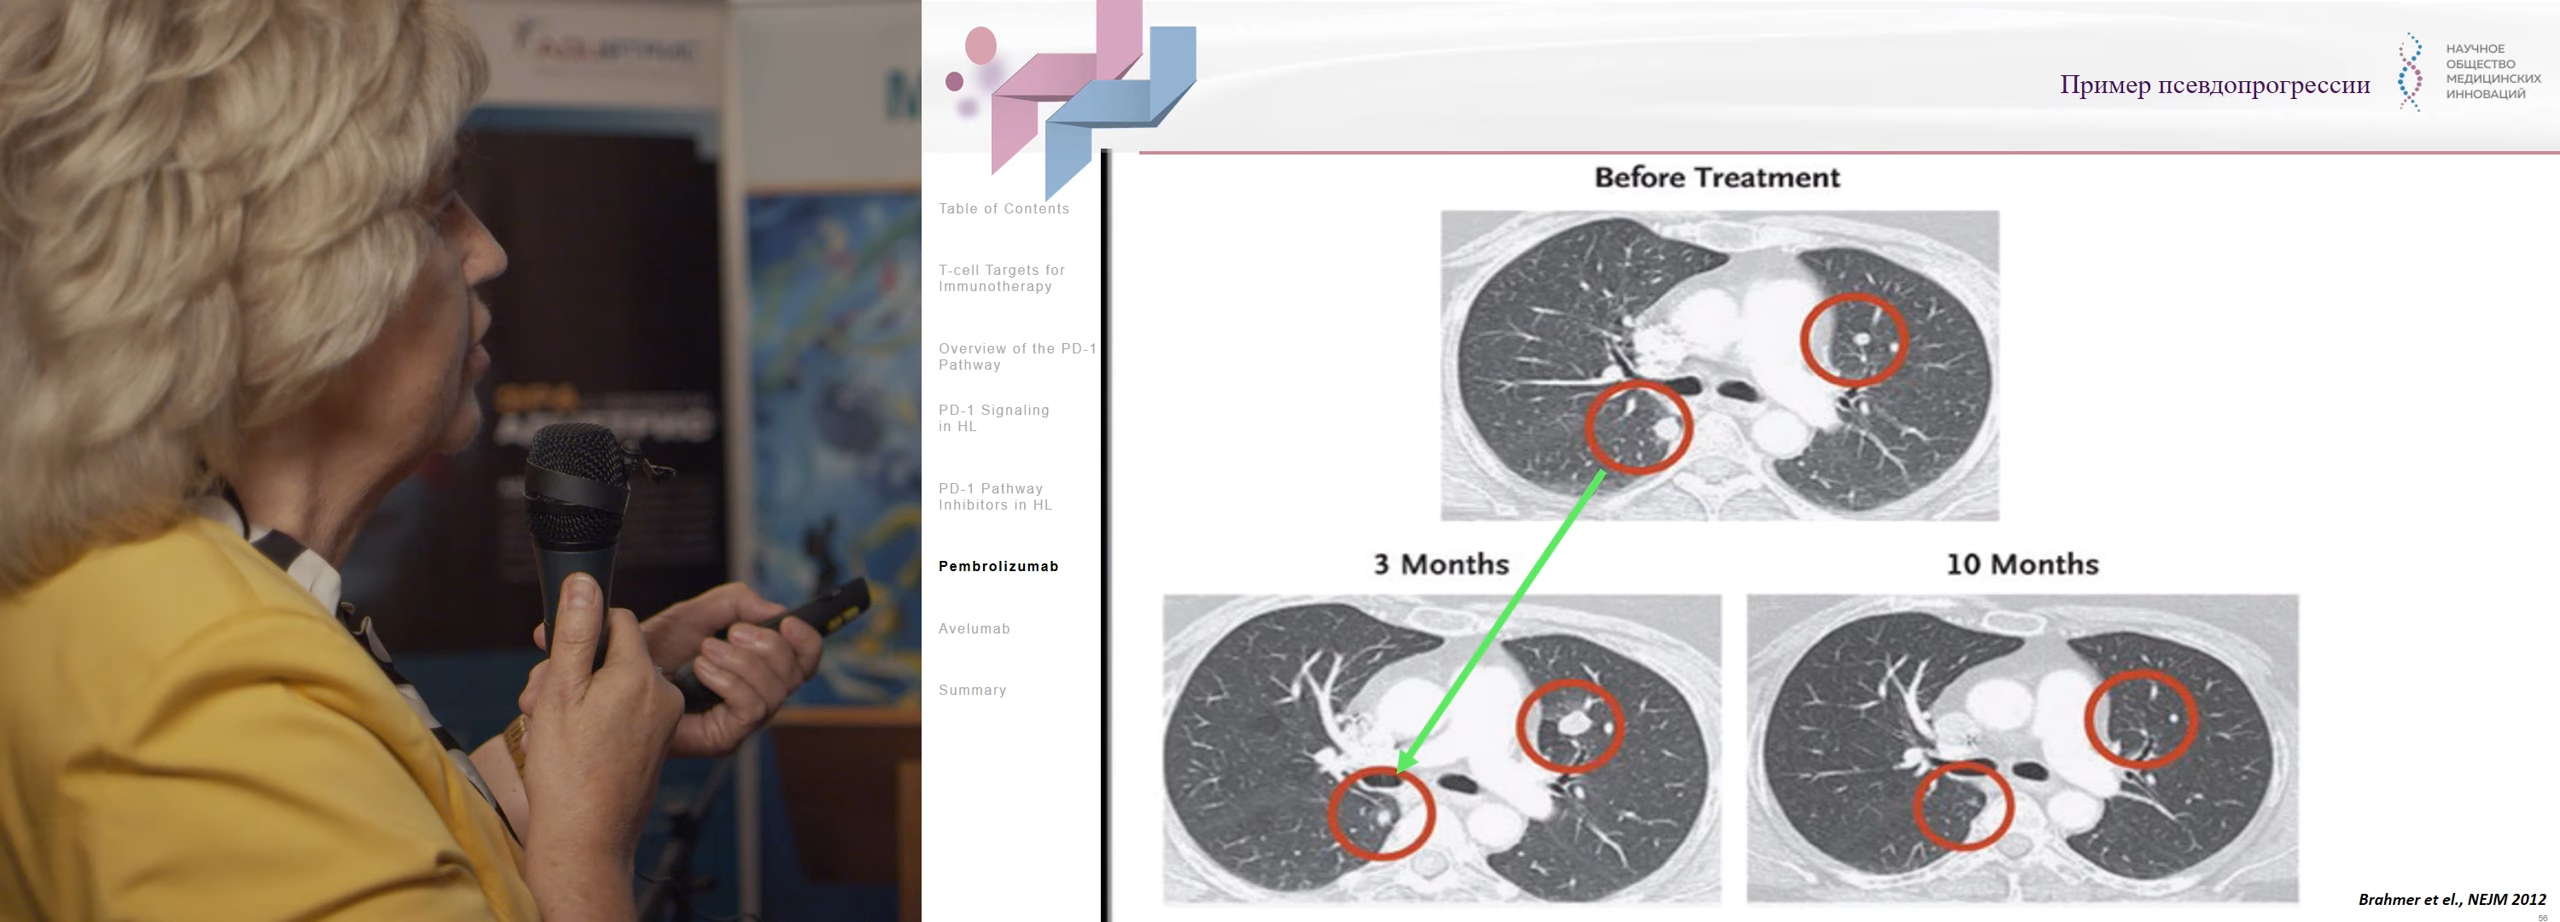 Пример псевдопрогрессии
НАУЧНОЕ
ОБЩЕСТВО
МЕДИЦИНСКИХ
ИННОВАЦИЙ
Table of Contents
T-cell Targets for
Immunotherapy
Overview of the PD-1
Pathway
PD-1 Signaling
in HL
PD-1 Pathway
Inhibitors in HL
Pembrolizumab
Avelumab
Summary
Before Treatment
3 Months
10 Months
Brahmer et el., NEJM 2012
56